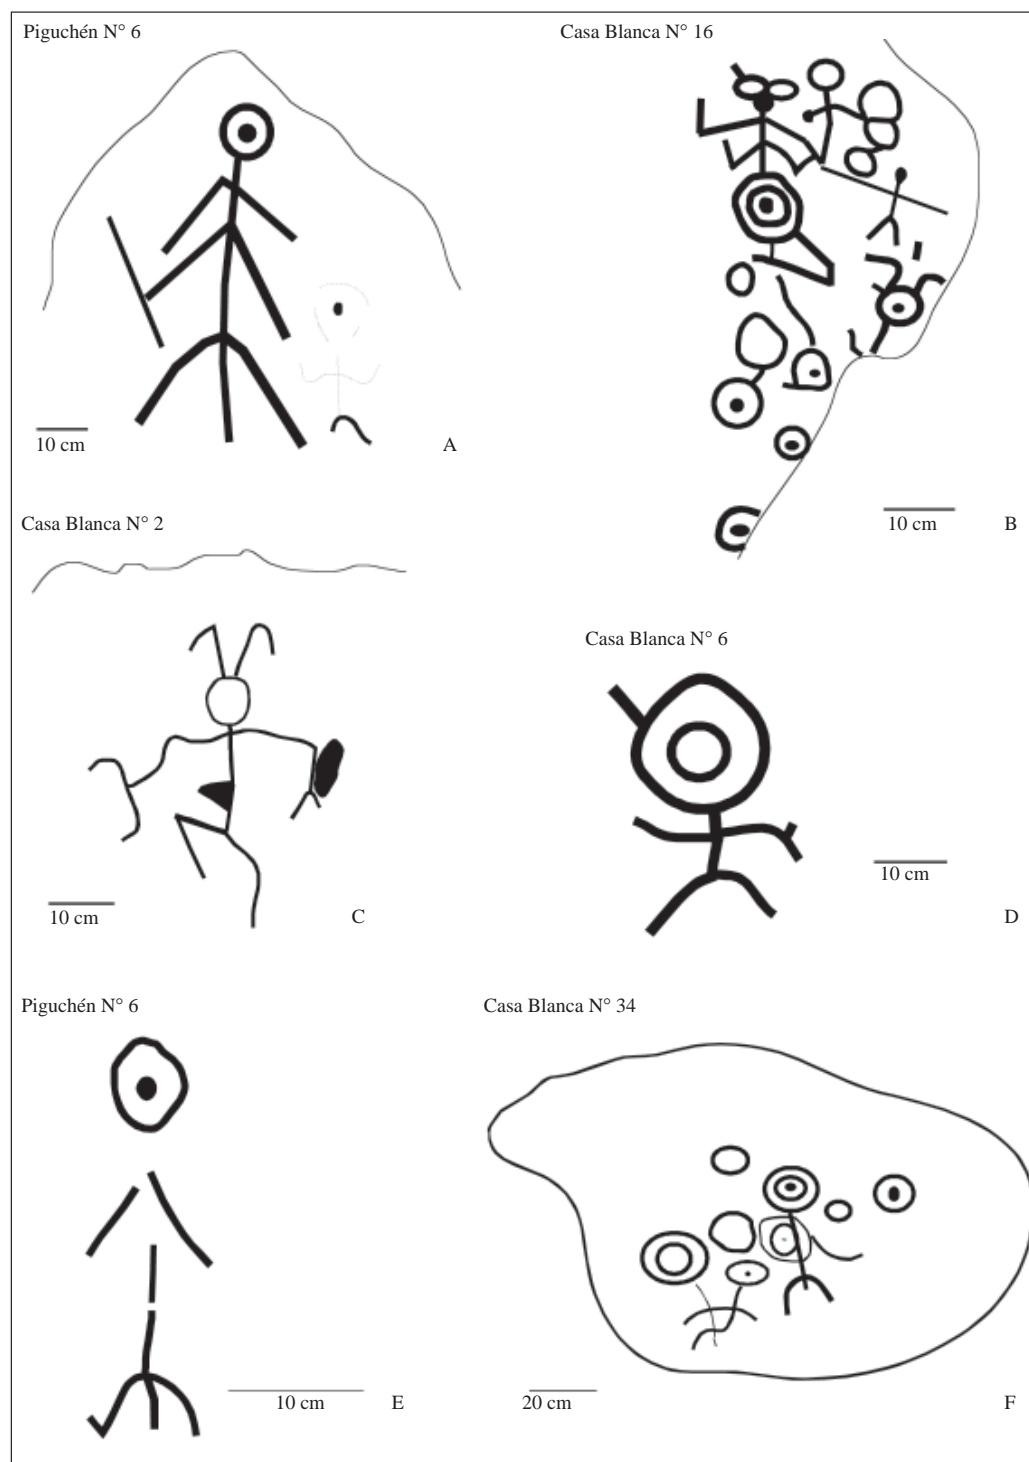 Piguchén N° 6
Casa Blanca N° 16
10 cm
A
10 cm
B
Casa Blanca N° 2
Casa Blanca N° 6
10 cm
C
10 cm
D
Piguchén N° 6
Casa Blanca N° 34
10 cm
E
20 cm
F